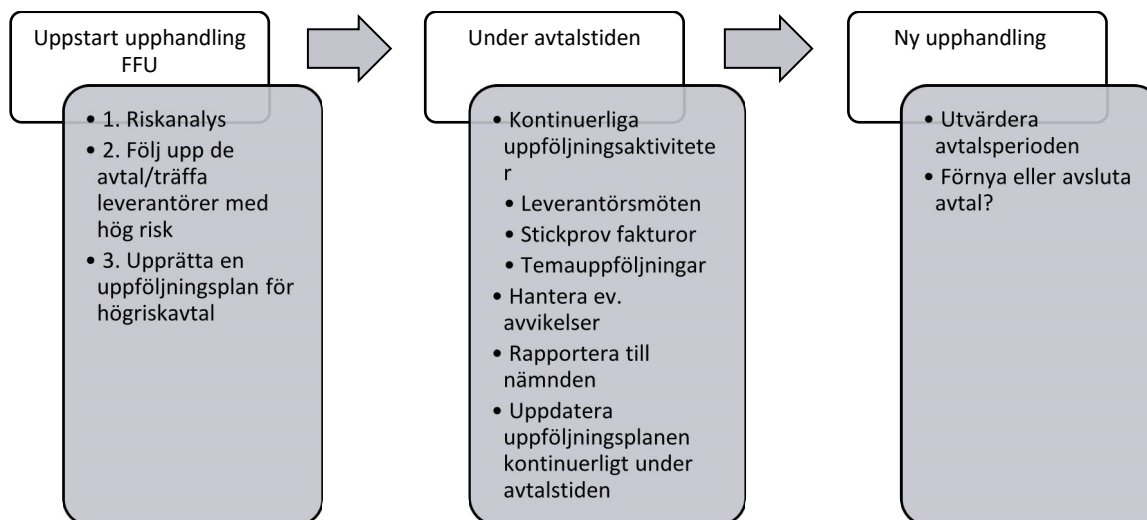 Uppstart upphandling
FFU
• 1. Riskanalys
• 2. Följ upp de
avtal/träffa
leverantörer med
hög risk
• 3. Upprätta en
uppföljningsplan för
högriskavtal
Under avtalstiden
• Kontinuerliga
uppföljningsaktivitete
r
• Leverantörsmöten
• Stickprov fakturor
• Temauppföljningar
• Hantera ev.
avvikelser
• Rapportera till
nämnden
• Uppdatera
uppföljningsplanen
kontinuerligt under
avtalstiden
Ny upphandling
• Utvärdera
avtalsperioden
• Förnya eller avsluta
avtal?